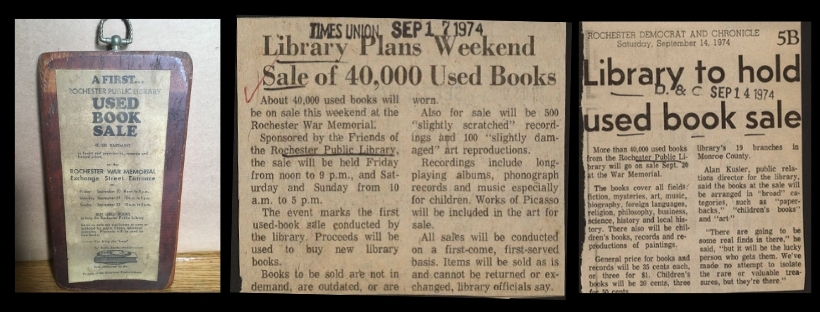 A FIRST...
ROCHESTER PUBLIC LIBRARY
USED
BOOK
SALE
ROCHESTER WAR MEMORIAL
Exchange Street Entrance
TIMES UNION SEP 17 1974
Library Plans Weekend
Sale of 40,000 Used Books
About 40,000 used books will
be on sale this weekend at the
Rochester War Memorial.
Sponsored by the Friends of
the Rochester Public Library,
the sale will be held Friday
from noon to 9 p.m., and Sat-
urday and Sunday from 10
a.m. to 5 p.m.
The event marks the first
used-book sale conducted by
the library. Proceeds will be
used to buy new library
books.
Books to be sold are not in
demand, are outdated, or are
worn.
Also for sale will be 500
"slightly scratched" record-
ings and 100 "slightly dam-
aged" art reproductions.
Recordings include long-
playing albums, phonograph
records and music especially
for children. Works of Picasso
will be included in the art for
sale.
All sales will be conducted
on a first-come, first-served
basis. Items will be sold as is
and cannot be returned or ex-
changed, library officials say.
ROCHESTER DEMOCRAT AND CHRONICLE
Saturday, September 14, 1974
5B
Library to hold
D. & C SEP 14 1974
used book sale
More than 40,000 used books
from the Rochester Public Li-
brary will go on sale Sept. 20
at the War Memorial.
The books cover all fields:
fiction, mysteries, art, music,
biography, foreign languages,
religion, philosophy, business,
science, history and local his-
tory. There also will be chil-
dren's books, records and re-
productions of paintings.
General price for books and
records will be 35 cents each,
or three for $1. Children's
books will be 20 cents, three
for 50 cents
library's 19 branches in
Monroe County.
Alan Kusler, public rela-
tions director for the library,
said the books at the sale will
be arranged in "broad" ca-
tegories, such as "paper-
backs," "children's books"
and "art"
"There are going to be
some real finds in there," he
said, "but it will be the lucky
person who gets them. We've
made no attempt to isolate
the rare or valuable trea-
sures, but they're there."